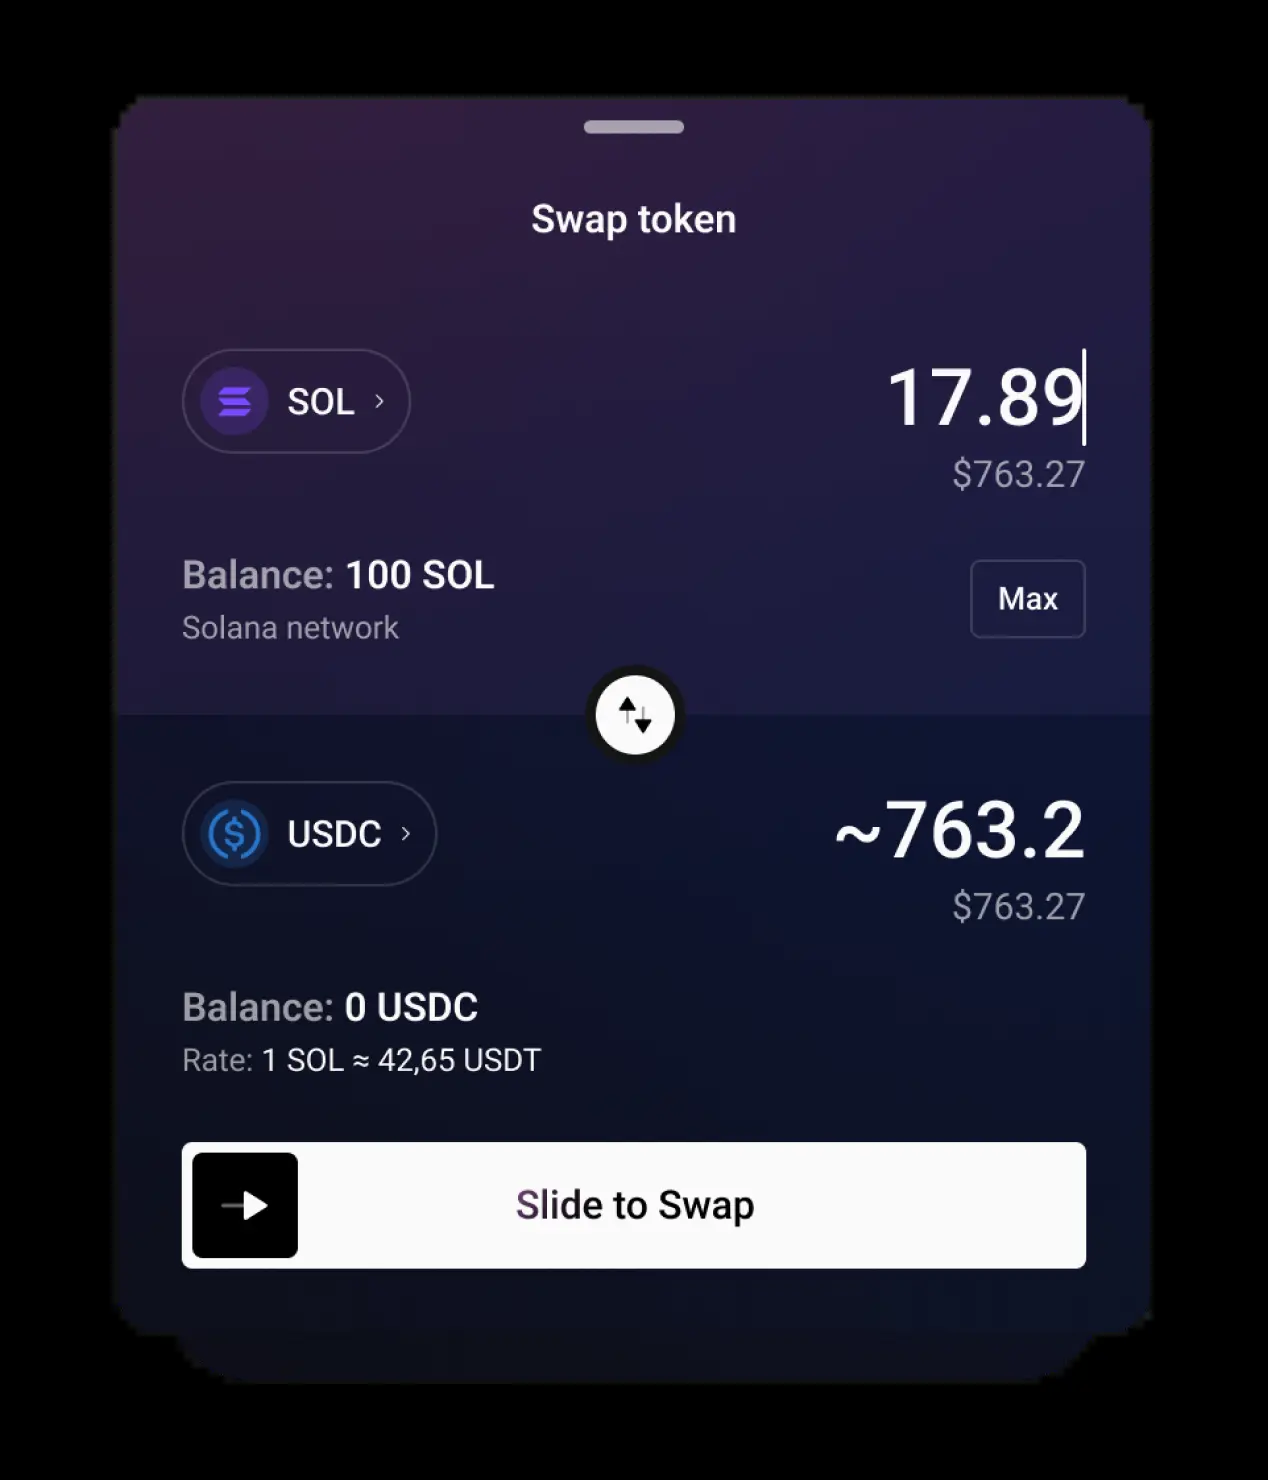 Swap token
SOL
17.89
$763.27
Balance: 100 SOL
Solana network
Max
USDC
~763.2
$763.27
Balance: 0 USDC
Rate: 1 SOL ≈ 42,65 USDT
Slide to Swap